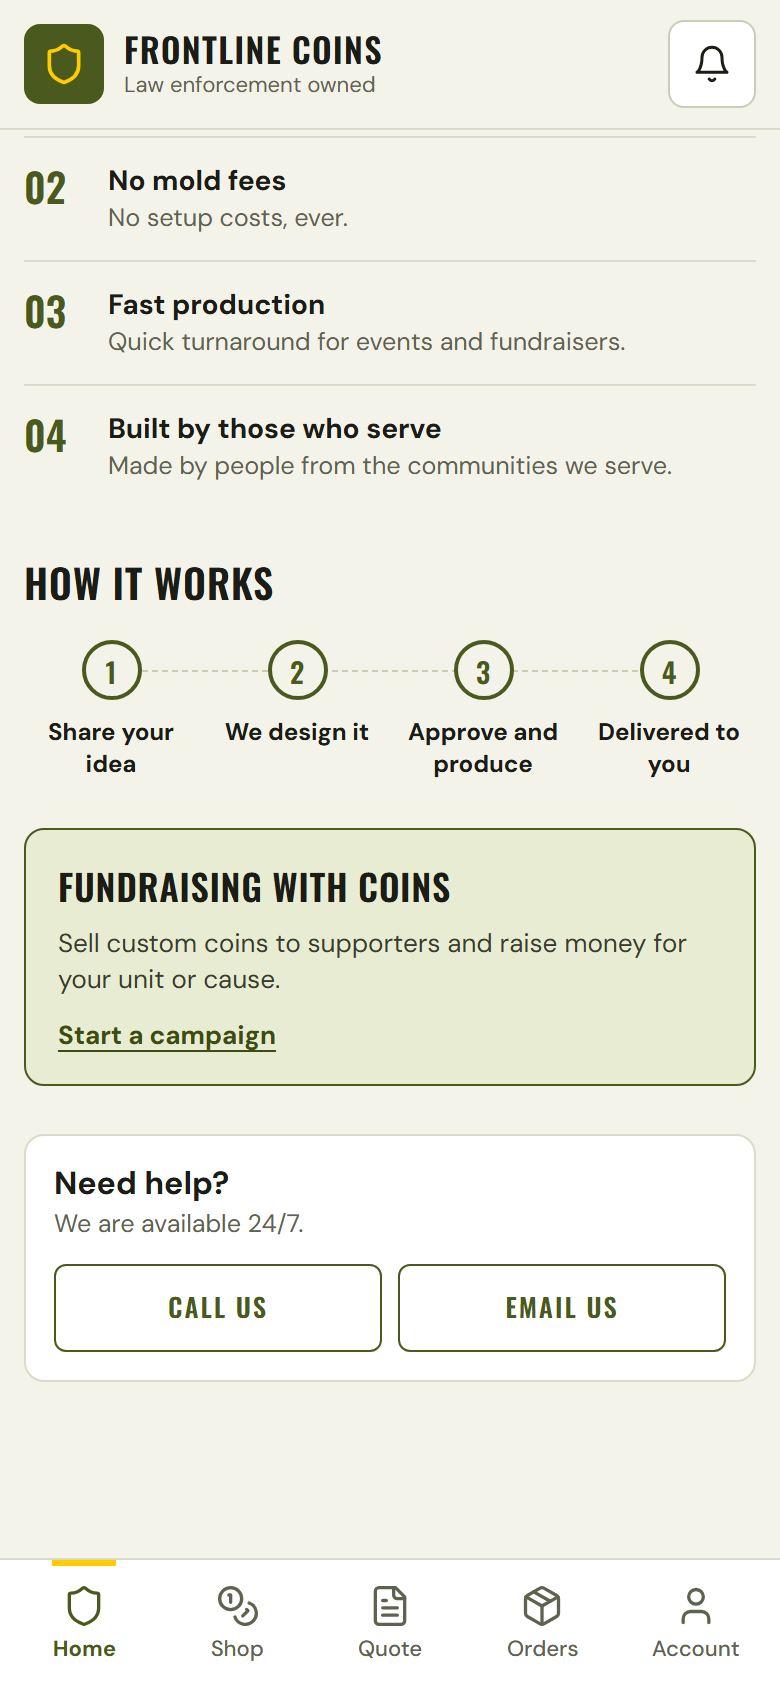 FRONTLINE COINS
Law enforcement owned
02
No mold fees
No setup costs, ever.
03
Fast production
Quick turnaround for events and fundraisers.
04
Built by those who serve
Made by people from the communities we serve.
HOW IT WORKS
1
2
3
4
Share your
idea
We design it
Approve and
produce
Delivered to
you
FUNDRAISING WITH COINS
Sell custom coins to supporters and raise money for
your unit or cause.
Start a campaign
Need help?
We are available 24/7.
CALL US
EMAIL US
Home
Shop
Quote
Orders
Account